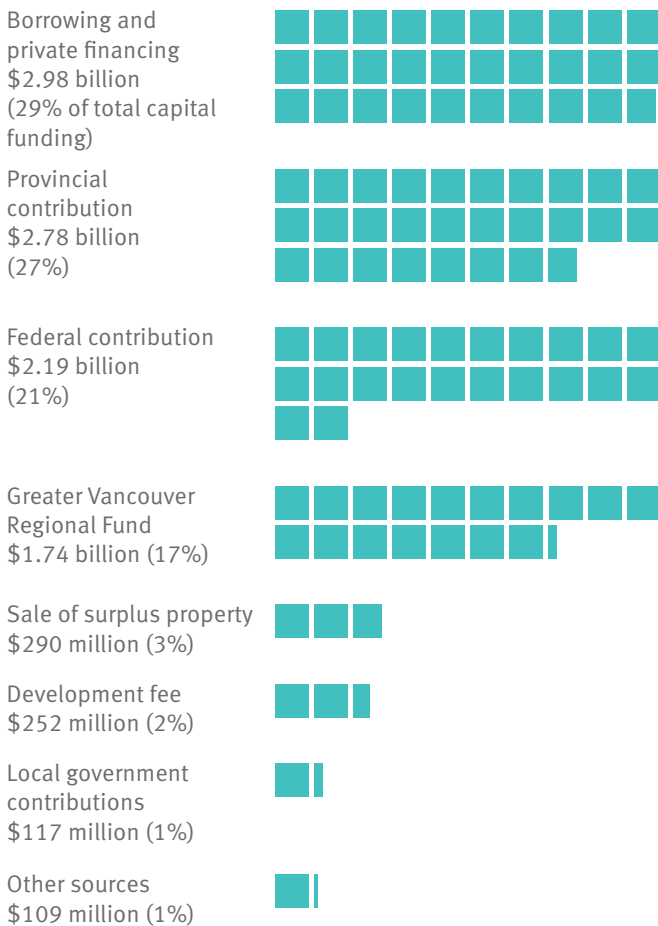 Borrowing and
private financing
$2.98 billion
(29% of total capital
funding)
Provincial
contribution
$2.78 billion
(27%)
Federal contribution
$2.19 billion
(21%)
Greater Vancouver
Regional Fund
$1.74 billion (17%)
Sale of surplus property
$290 million (3%)
Development fee
$252 million (2%)
Local government
contributions
$117 million (1%)
Other sources
$109 million (1%)